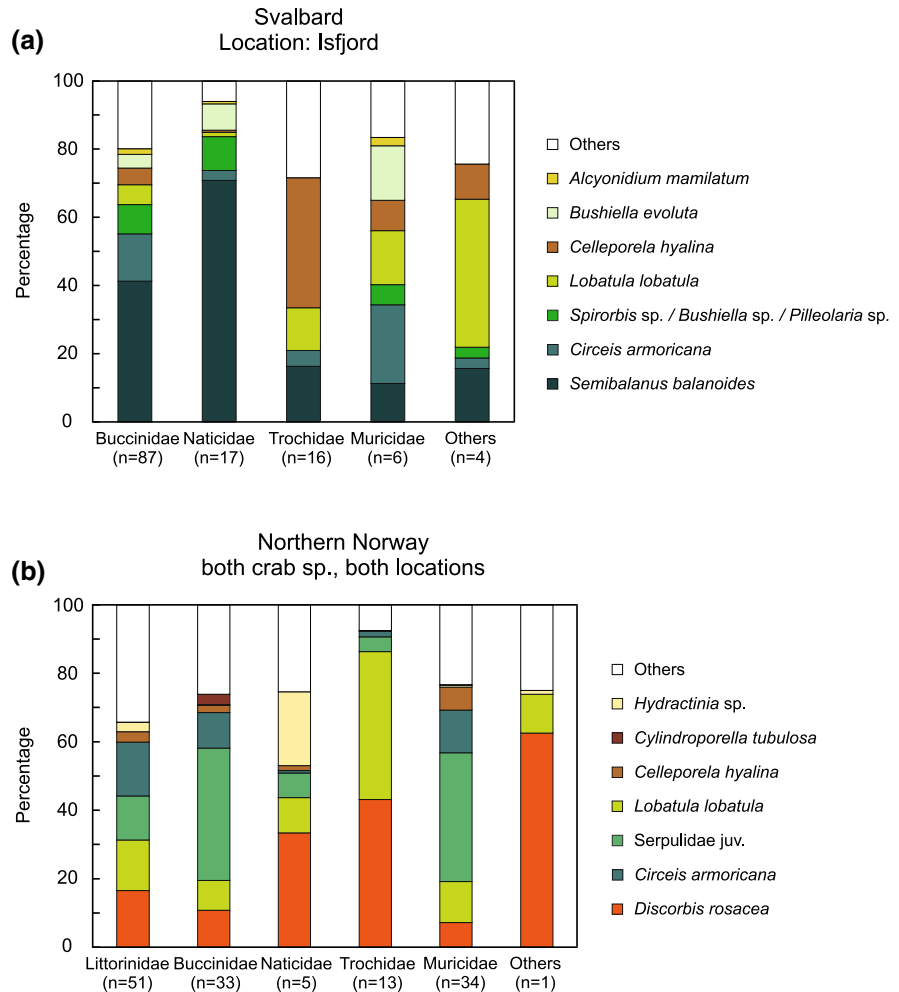 (a)
Svalbard
Location: Isfjord
Percentage
100
80
60
40
20
0
Buccinidae Naticidae Trochidae Muricidae Others
(n=87) (n=17) (n=16) (n=6) (n=4)
Others
Alcyonidium mamilatum
Bushiella evoluta
Celleporela hyalina
Lobatula lobatula
Spirorbis sp. / Bushiella sp. / Pilleolaria sp.
Circeis armoricana
Semibalanus balanoides
(b)
Northern Norway
both crab sp., both locations
Percentage
100
80
60
40
20
0
Littorinidae Buccinidae Naticidae Trochidae Muricidae Others
(n=51) (n=33) (n=5) (n=13) (n=34) (n=1)
Others
Hydractinia sp.
Cylindroporella tubulosa
Celleporela hyalina
Lobatula lobatula
Serpulidae juv.
Circeis armoricana
Discorbis rosacea